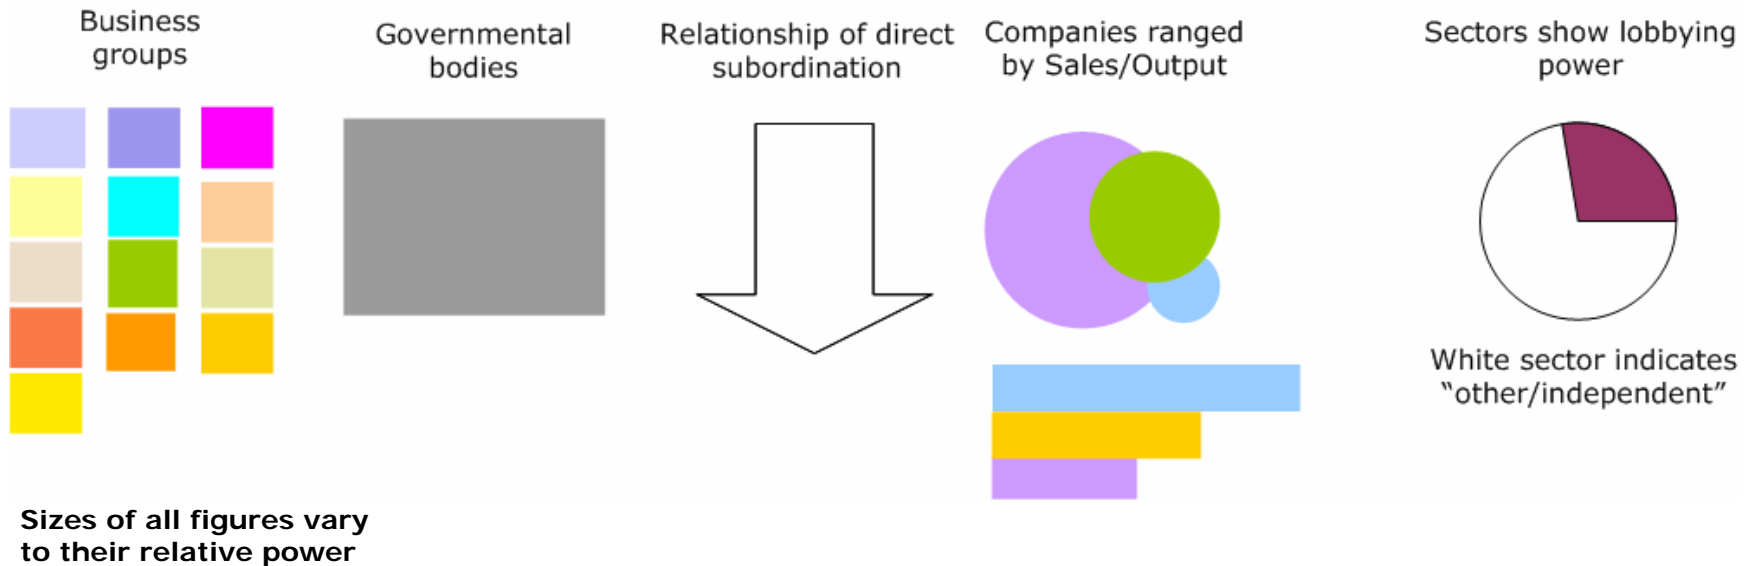 Business
groups
Governmental
bodies
Relationship of direct
subordination
Companies ranged
by Sales/Output
Sectors show lobbying
power
White sector indicates
“other/independent”
Sizes of all figures vary
to their relative power